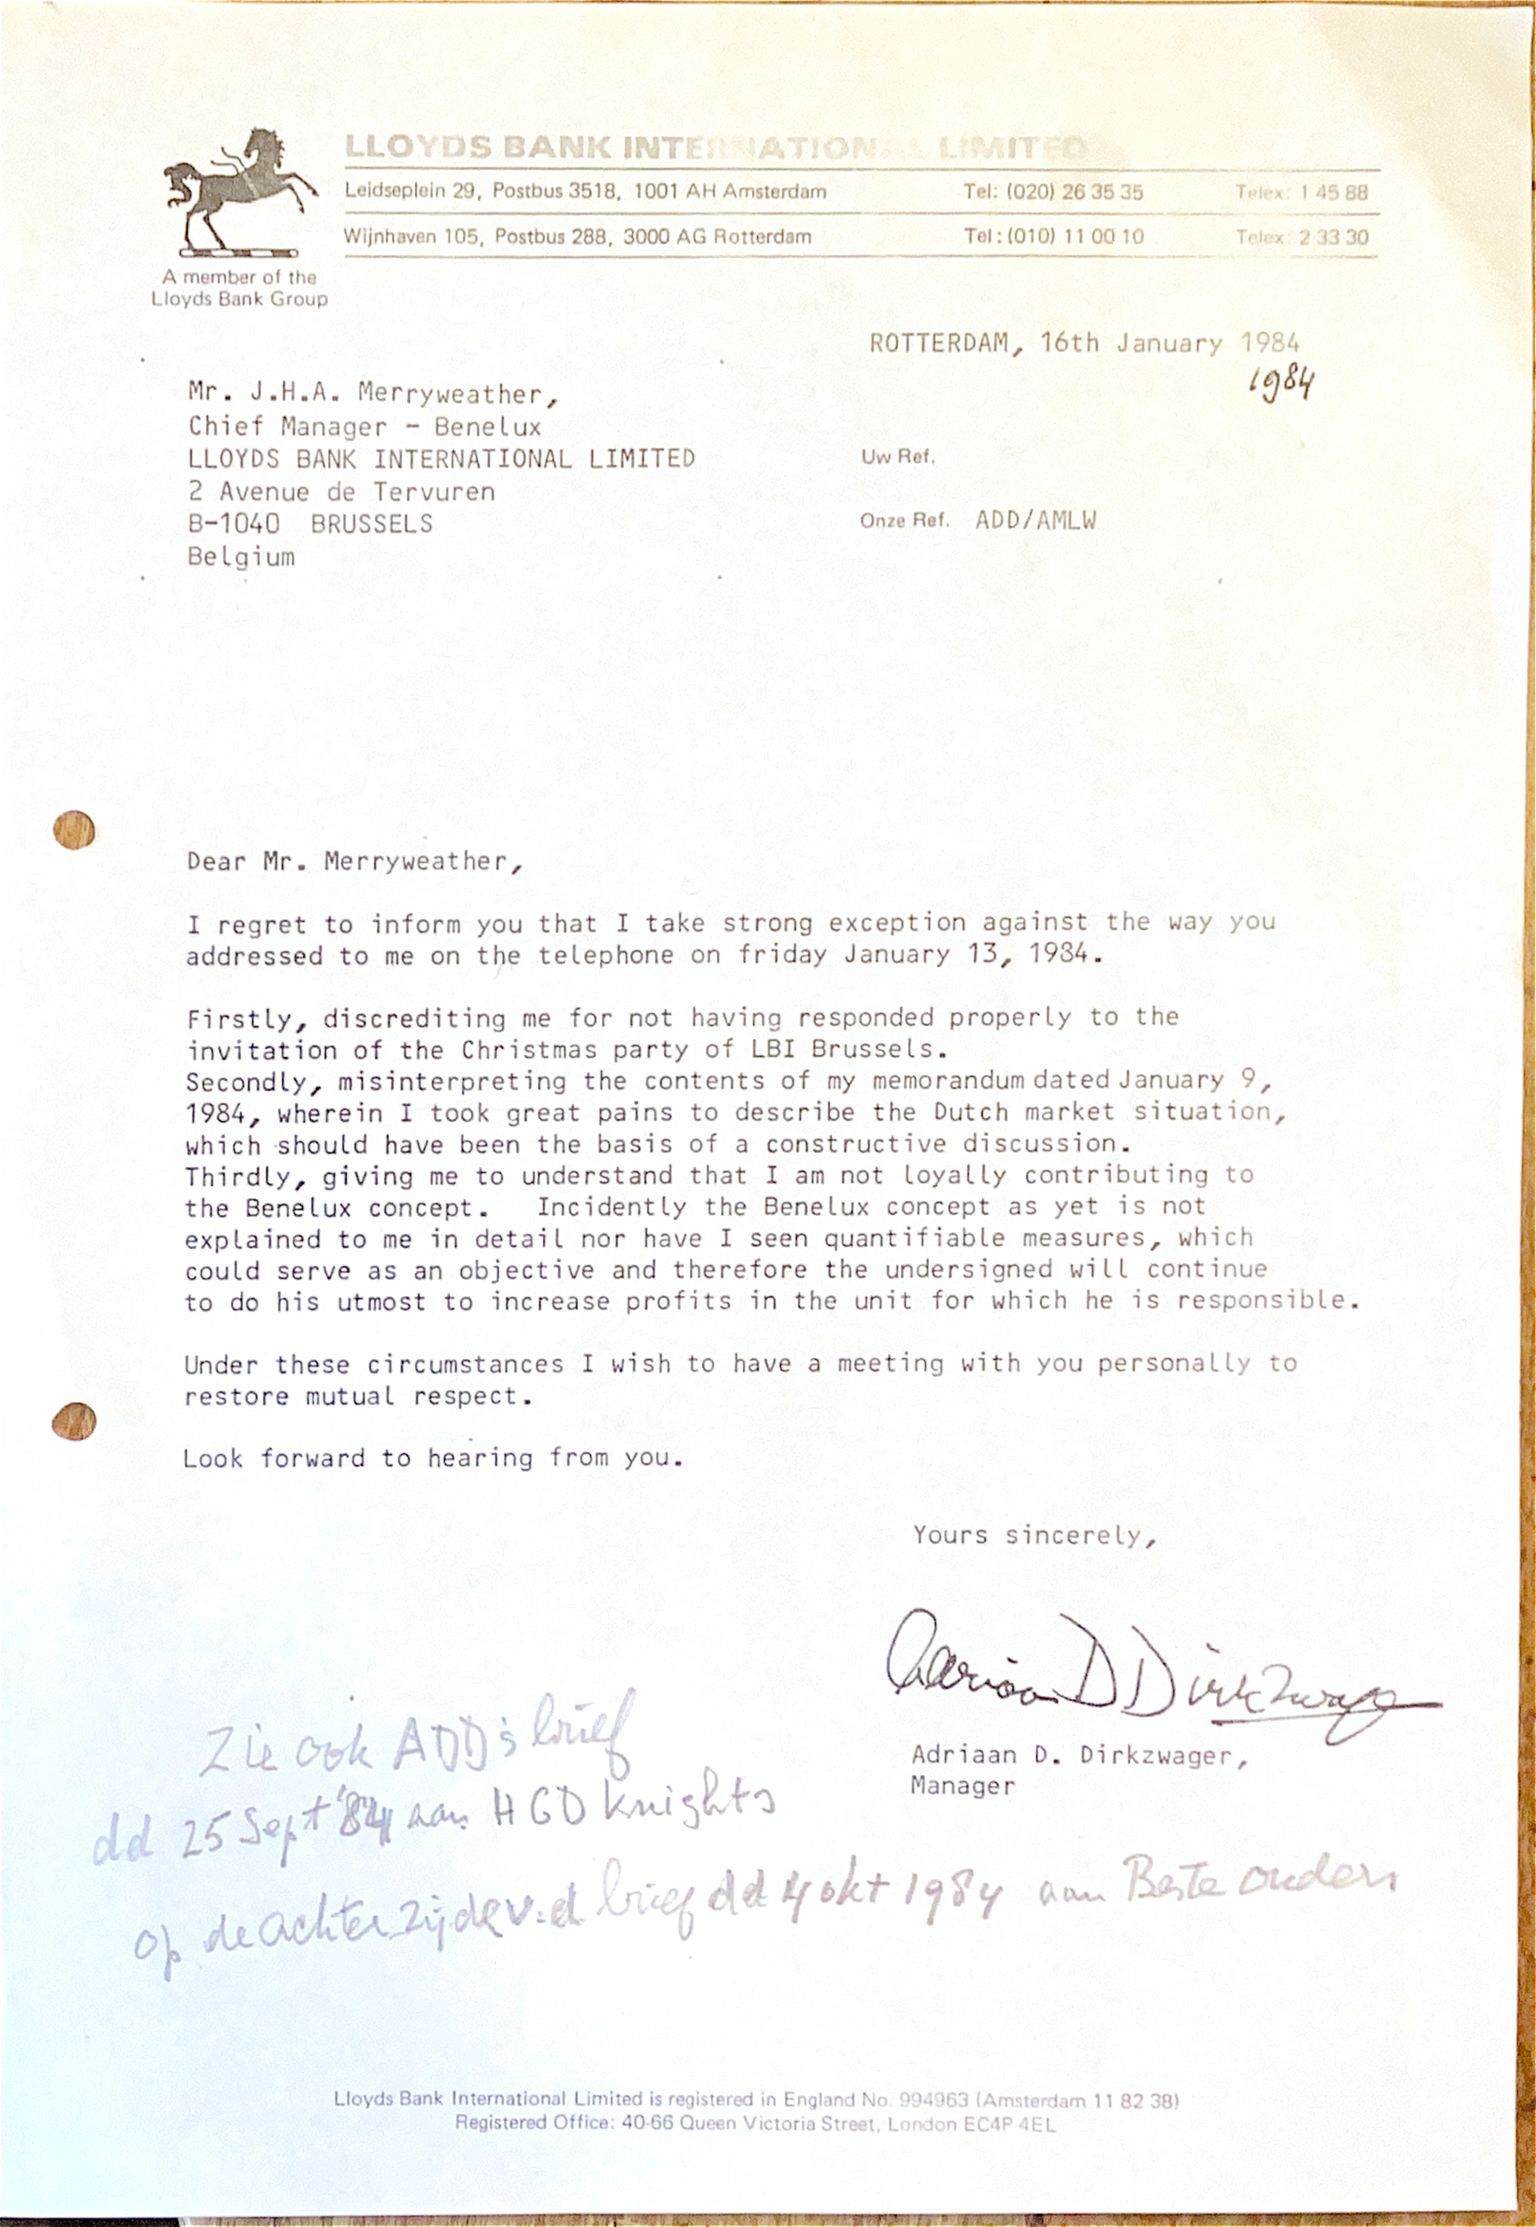 LLOYDS BANK INTERNATIONAL LIMITED
Leidseplein 29, Postbus 3518, 1001 AH Amsterdam Tel: (020) 26 35 35 Telex: 1 45 88
Wijnhaven 105, Postbus 288, 3000 AG Rotterdam Tel: (010) 11 00 10 Telex: 2 33 30
A member of the
Lloyds Bank Group
ROTTERDAM, 16th January 1984
1984
Mr. J.H.A. Merryweather,
Chief Manager - Benelux
LLOYDS BANK INTERNATIONAL LIMITED
2 Avenue de Tervuren
B-1040 BRUSSELS
Belgium
Uw Ref.
Onze Ref. ADD/AMLW
Dear Mr. Merryweather,
I regret to inform you that I take strong exception against the way you
addressed to me on the telephone on friday January 13, 1984.
Firstly, discrediting me for not having responded properly to the
invitation of the Christmas party of LBI Brussels.
Secondly, misinterpreting the contents of my memorandum dated January 9,
1984, wherein I took great pains to describe the Dutch market situation,
which should have been the basis of a constructive discussion.
Thirdly, giving me to understand that I am not loyally contributing to
the Benelux concept. Incidently the Benelux concept as yet is not
explained to me in detail nor have I seen quantifiable measures, which
could serve as an objective and therefore the undersigned will continue
to do his utmost to increase profits in the unit for which he is responsible.
Under these circumstances I wish to have a meeting with you personally to
restore mutual respect.
Look forward to hearing from you.
Yours sincerely,
Adriaan D Dirkzwager
Adriaan D. Dirkzwager,
Manager
Zie ook ADD's brief
dd 25 Sept '84 aan HGD Knights
op de achterzijde v.d brief dd 4 okt 1984 aan Beste ouders
Lloyds Bank International Limited is registered in England No. 994963 (Amsterdam 11 82 38)
Registered Office: 40-66 Queen Victoria Street, London EC4P 4EL